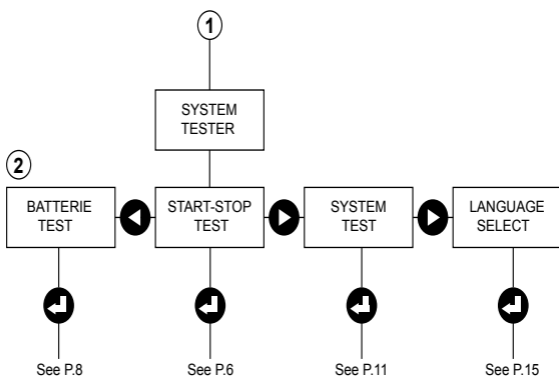 1
SYSTEM
TESTER
2
BATTERIE
TEST
START-STOP
TEST
SYSTEM
TEST
LANGUAGE
SELECT
See P.8
See P.6
See P.11
See P.15